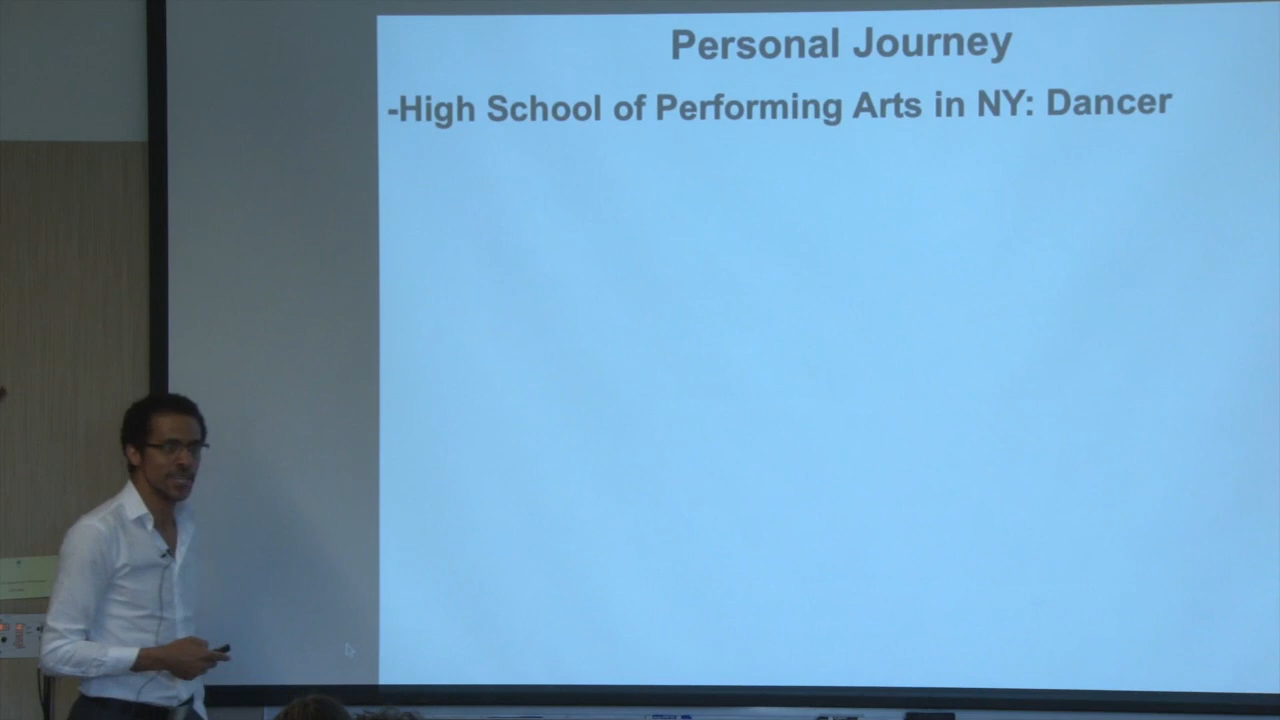 Personal Journey
-High School of Performing Arts in NY: Dancer